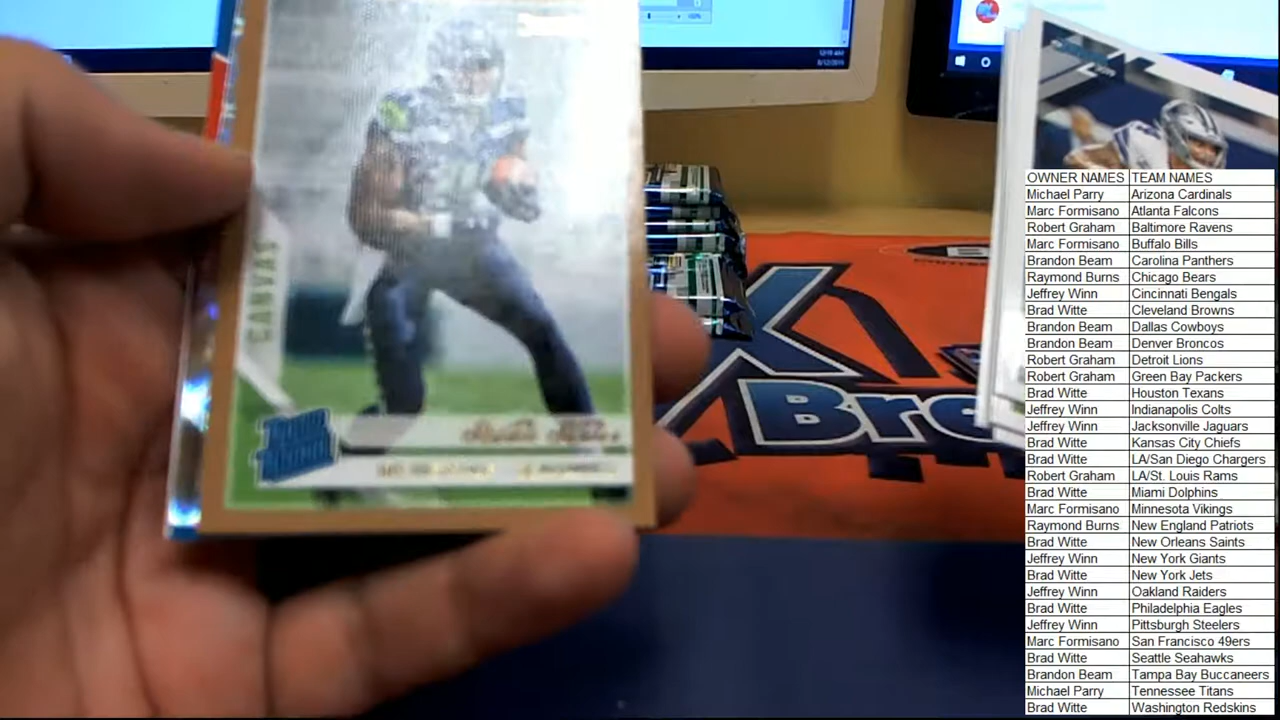 CANVAS
RATED
ROOKIE
Bre
OWNER NAMES TEAM NAMES
Michael Parry Arizona Cardinals
Marc Formisano Atlanta Falcons
Robert Graham Baltimore Ravens
Marc Formisano Buffalo Bills
Brandon Beam Carolina Panthers
Raymond Burns Chicago Bears
Jeffrey Winn Cincinnati Bengals
Brad Witte Cleveland Browns
Brandon Beam Dallas Cowboys
Brandon Beam Denver Broncos
Robert Graham Detroit Lions
Robert Graham Green Bay Packers
Brad Witte Houston Texans
Jeffrey Winn Indianapolis Colts
Jeffrey Winn Jacksonville Jaguars
Brad Witte Kansas City Chiefs
Brad Witte LA/San Diego Chargers
Robert Graham LA/St. Louis Rams
Brad Witte Miami Dolphins
Marc Formisano Minnesota Vikings
Raymond Burns New England Patriots
Brad Witte New Orleans Saints
Jeffrey Winn New York Giants
Brad Witte New York Jets
Jeffrey Winn Oakland Raiders
Brad Witte Philadelphia Eagles
Jeffrey Winn Pittsburgh Steelers
Marc Formisano San Francisco 49ers
Brad Witte Seattle Seahawks
Brandon Beam Tampa Bay Buccaneers
Michael Parry Tennessee Titans
Brad Witte Washington Redskins